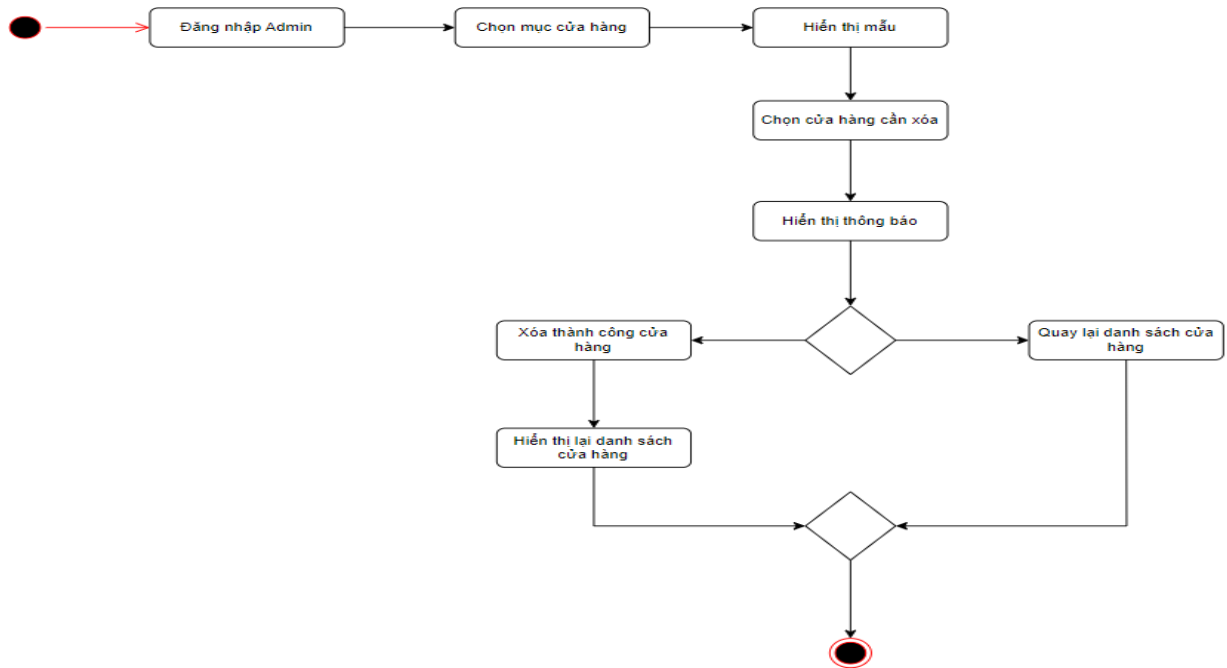 Đăng nhập Admin
Chọn mục cửa hàng
Hiển thị mẫu
Chọn cửa hàng cần xóa
Hiển thị thông báo
Xóa thành công cửa
hàng
Quay lại danh sách cửa
hàng
Hiển thị lại danh sách
cửa hàng